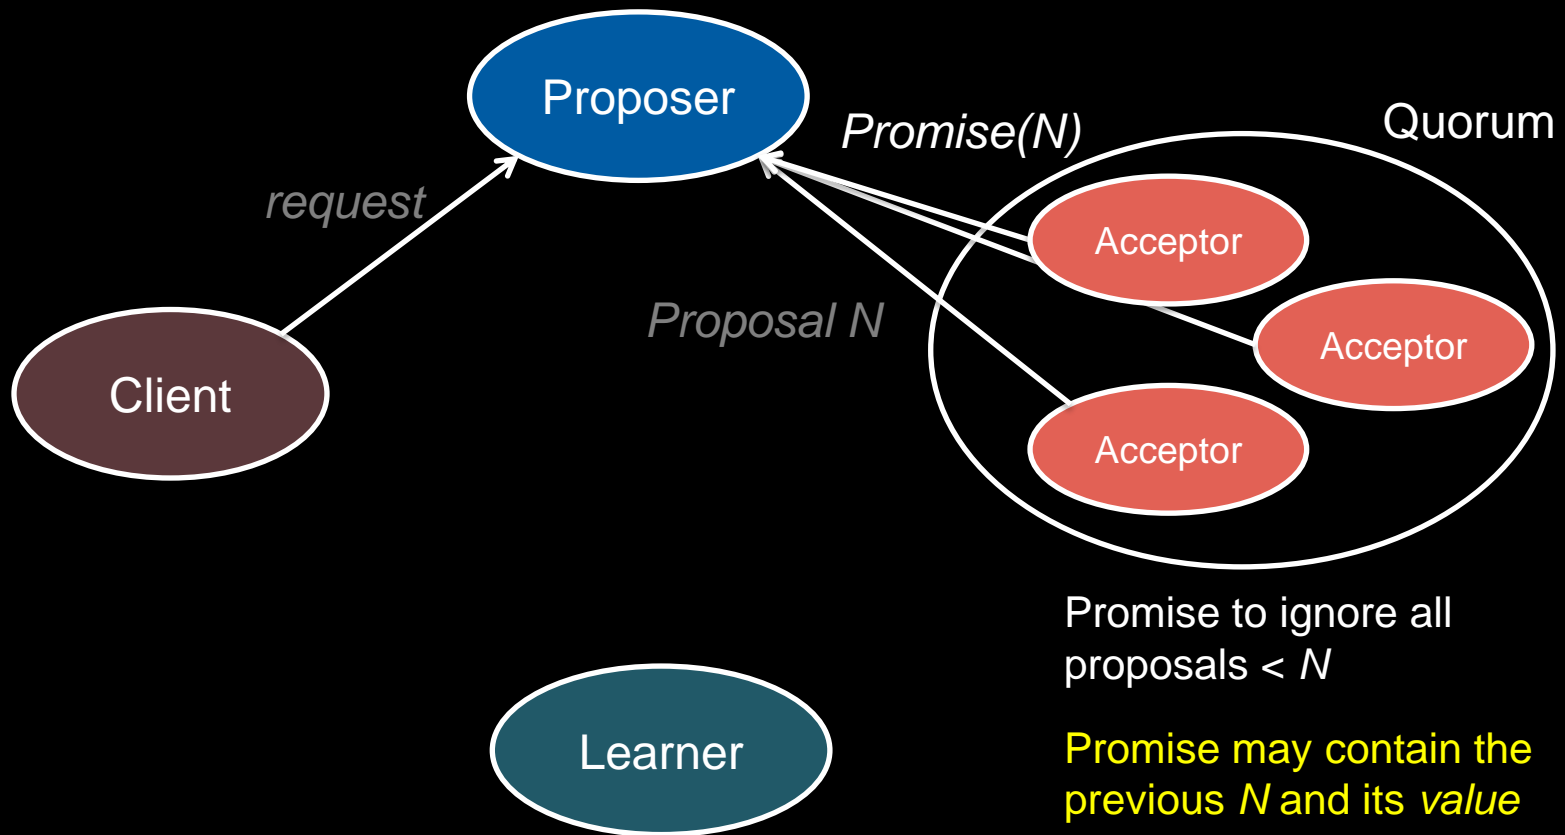 Proposer
Promise(N)
Quorum
request
Acceptor
Proposal N
Acceptor
Client
Acceptor
Promise to ignore all
proposals < N
Learner
Promise may contain the
previous N and its value